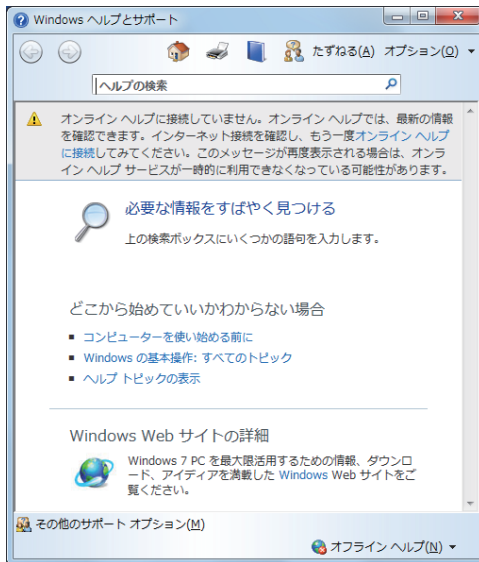 Windows ヘルプとサポート
たずねる(A) オプション(O)
ヘルプの検索
オンライン ヘルプに接続していません。オンライン ヘルプでは、最新の情報
を確認できます。インターネット接続を確認し、もう一度オンライン ヘルプ
に接続してみてください。このメッセージが再度表示される場合は、オンラ
イン ヘルプ サービスが一時的に利用できなくなっている可能性があります。
必要な情報をすばやく見つける
上の検索ボックスにいくつかの語句を入力します。
どこから始めていいかわからない場合
コンピューターを使い始める前に
Windows の基本操作: すべてのトピック
ヘルプ トピックの表示
Windows Web サイトの詳細
Windows 7 PC を最大限活用するための情報、ダウンロ
ード、アイディアを満載した Windows Web サイトをご
覧ください。
その他のサポート オプション(M)
オフライン ヘルプ(N)